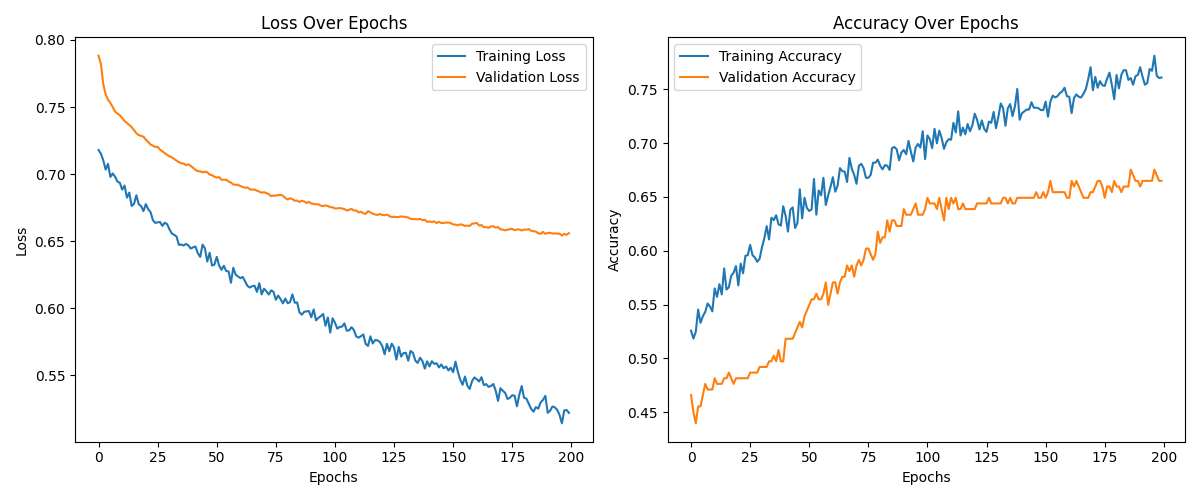 Loss Over Epochs
Training Loss
Validation Loss
0.80
0.75
0.70
0.65
0.60
0.55
Loss
0 25 50 75 100 125 150 175 200
Epochs
Accuracy Over Epochs
Training Accuracy
Validation Accuracy
0.75
0.70
0.65
0.60
0.55
0.50
0.45
Accuracy
0 25 50 75 100 125 150 175 200
Epochs